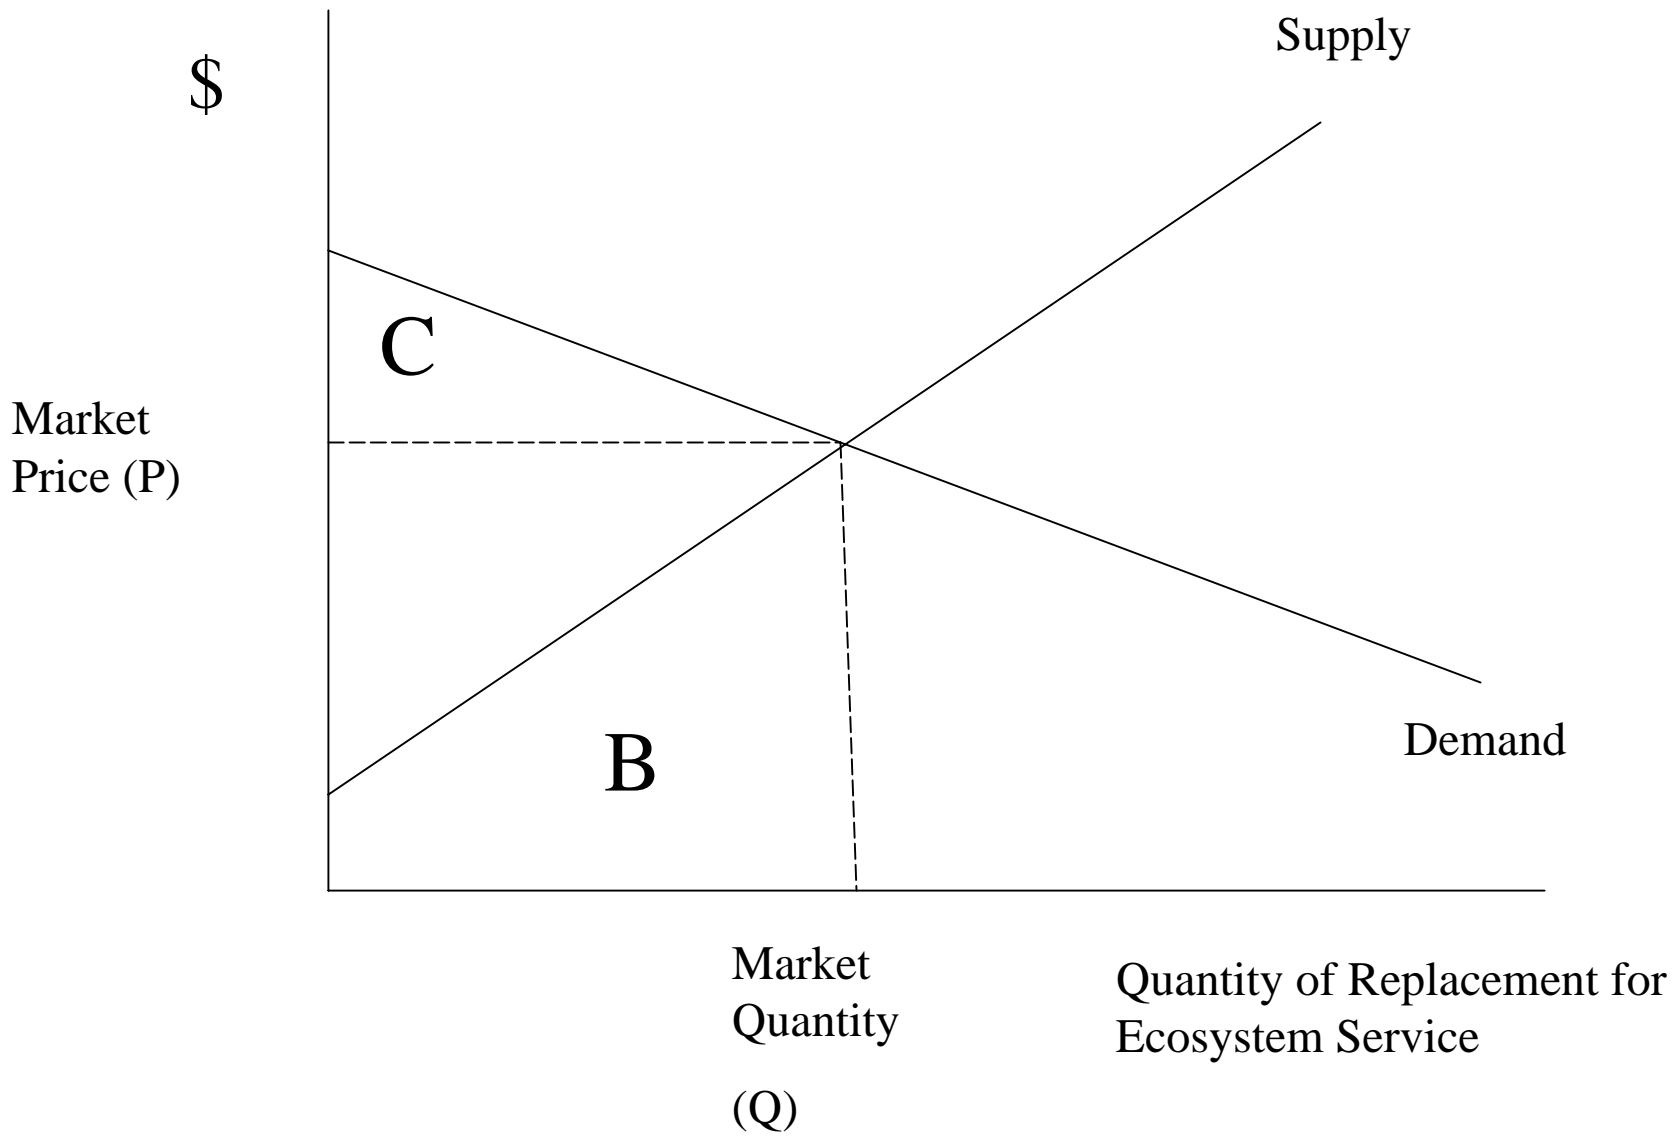 Supply
$
C
Market
Price (P)
B
Demand
Market
Quantity
(Q)
Quantity of Replacement for
Ecosystem Service